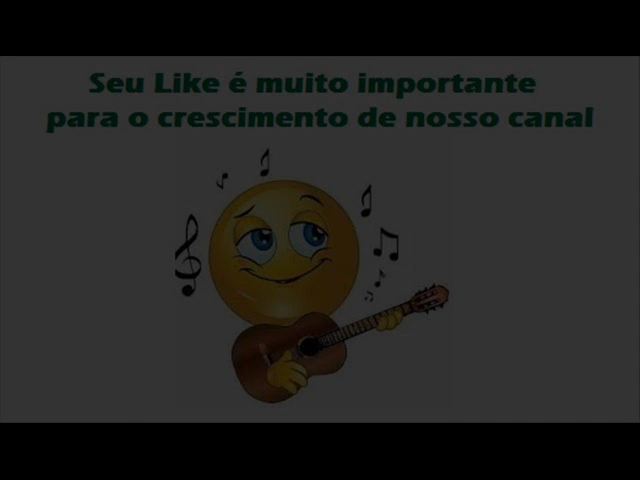 Seu Like é muito importante
para o crescimento de nosso canal